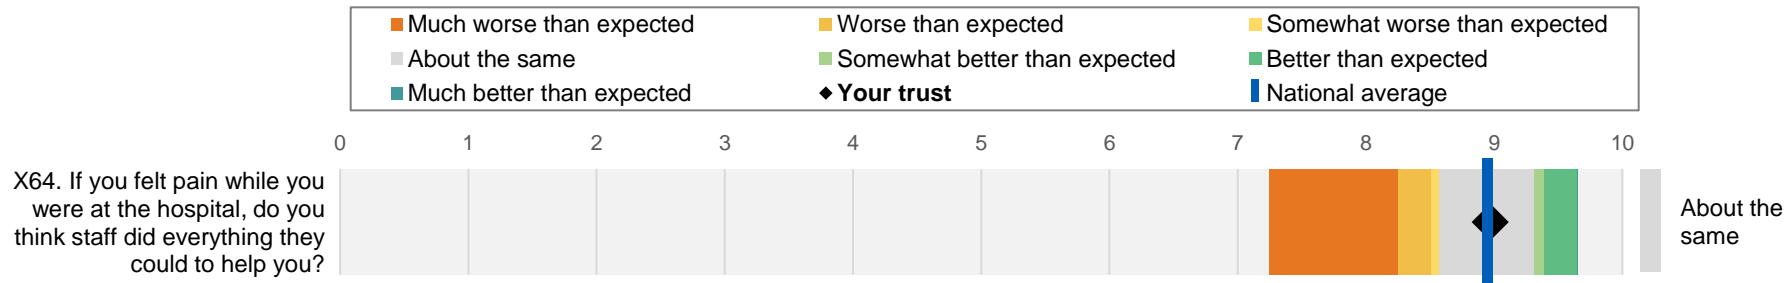 Much worse than expected
Worse than expected
Somewhat worse than expected
About the same
Somewhat better than expected
Better than expected
Much better than expected
Your trust
National average
0 1 2 3 4 5 6 7 8 9 10
X64. If you felt pain while you
were at the hospital, do you
think staff did everything they
could to help you?
About the
same